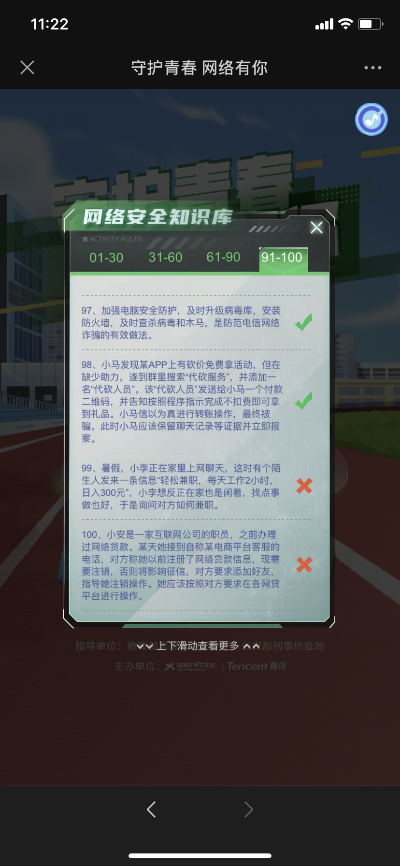 11:22
守护青春 网络有你
守护青春
网络安全知识库
ACTIVITY RULES
01-30
31-60
61-90
91-100
97、加强电脑安全防护，及时升级病毒库，安装
防火墙，及时查杀病毒和木马，是防范电信网络
诈骗的有效做法。
98、小马发现某APP上有砍价免费拿活动，但在
缺少助力，遂到群里搜索“代砍服务”，并添加一
名“代砍人员”。该“代砍人员”发送给小马一个付款
二维码，并告知按照程序指示完成不扣费即可拿
到礼品。小马信以为真进行转账操作，最终被
骗。此时小马应该保留聊天记录等证据并立即报
案。
99、暑假，小李正在家里上网聊天，这时有个陌
生人发来一条信息“轻松兼职，每天工作2小时，
日入300元”，小李想反正在家也是闲着、找点事
做也好，于是询问对方如何兼职。
100、小安是一家互联网公司的职员，之前办理
过网络贷款。某天她接到自称某电商平台客服的
电话，对方称她以前注册了网络贷款信息，现需
要注销，否则将影响征信，对方要求添加好友，
指导她注销操作。她应该按照对方要求在各网贷
平台进行操作。
指导单位：
上下滑动查看更多
部刑事侦查局
主办单位：
Tencent 腾讯